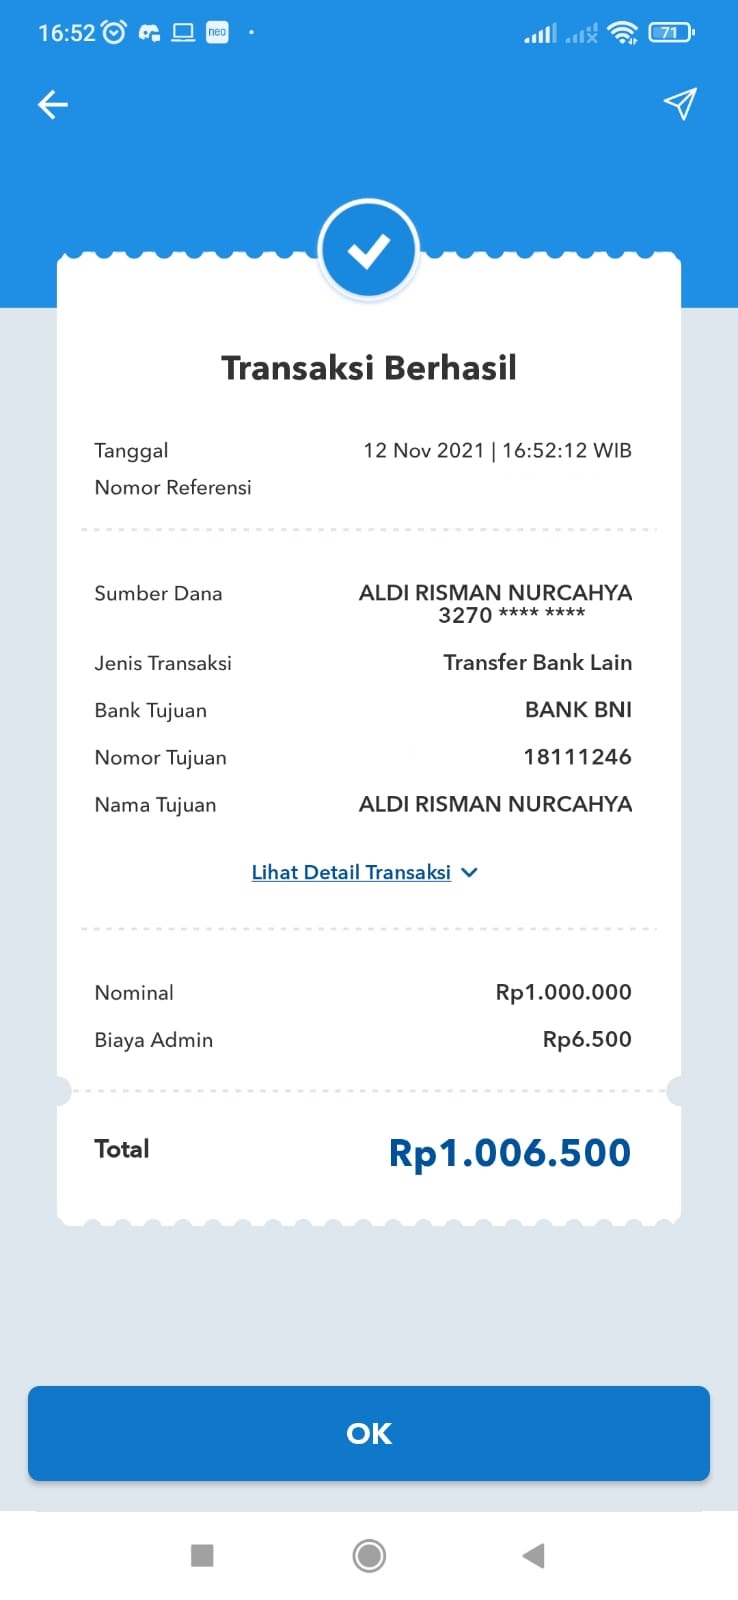 16:52 neo 71
Transaksi Berhasil
Tanggal 12 Nov 2021 | 16:52:12 WIB
Nomor Referensi
Sumber Dana ALDI RISMAN NURCAHYA
3270 **** ****
Jenis Transaksi Transfer Bank Lain
Bank Tujuan BANK BNI
Nomor Tujuan 18111246
Nama Tujuan ALDI RISMAN NURCAHYA
Lihat Detail Transaksi
Nominal Rp1.000.000
Biaya Admin Rp6.500
Total Rp1.006.500
OK